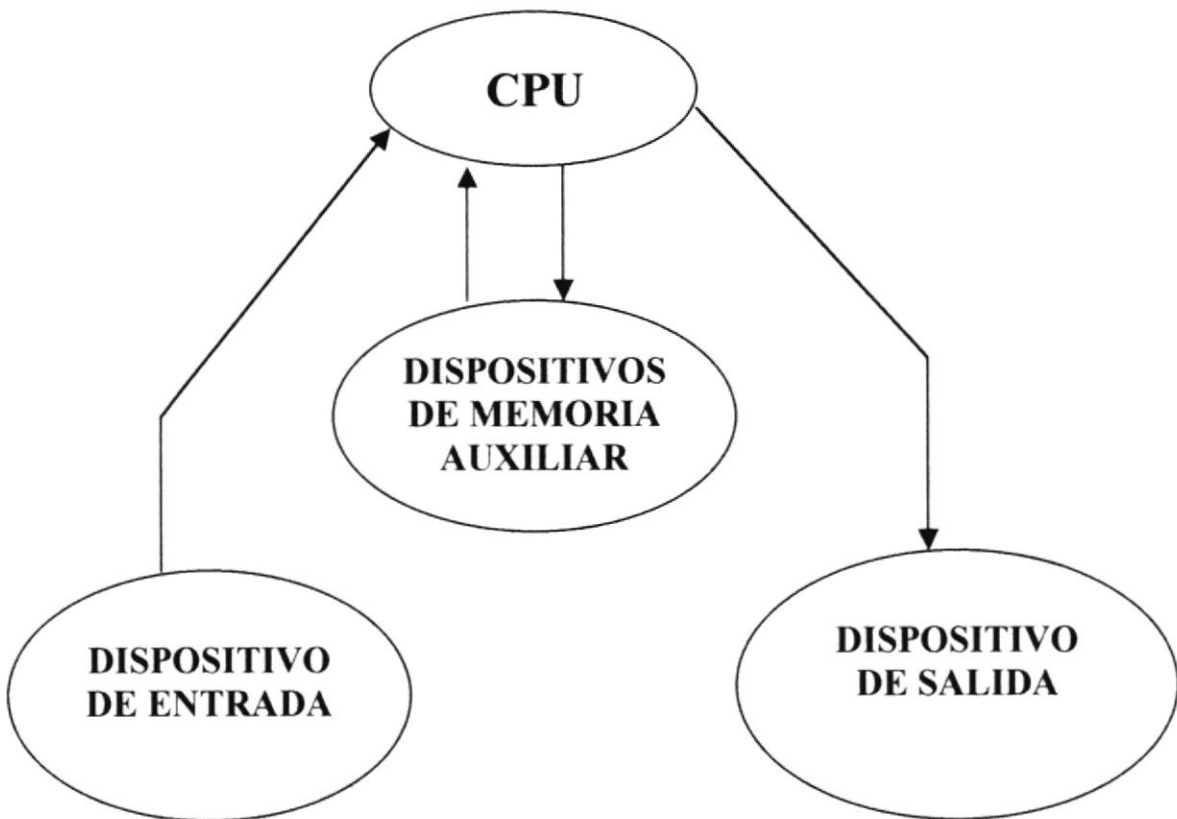 CPU
DISPOSITIVOS
DE MEMORIA
AUXILIAR
DISPOSITIVO
DE ENTRADA
DISPOSITIVO
DE SALIDA